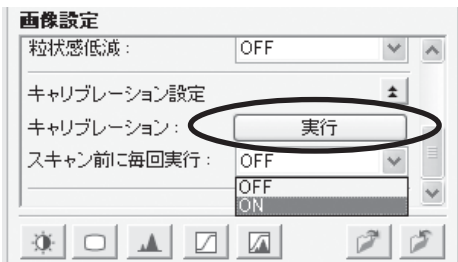 画像設定
粒状感低減： OFF
キャリブレーション設定
キャリブレーション： 実行
スキャン前に毎回実行： OFF
OFF
ON